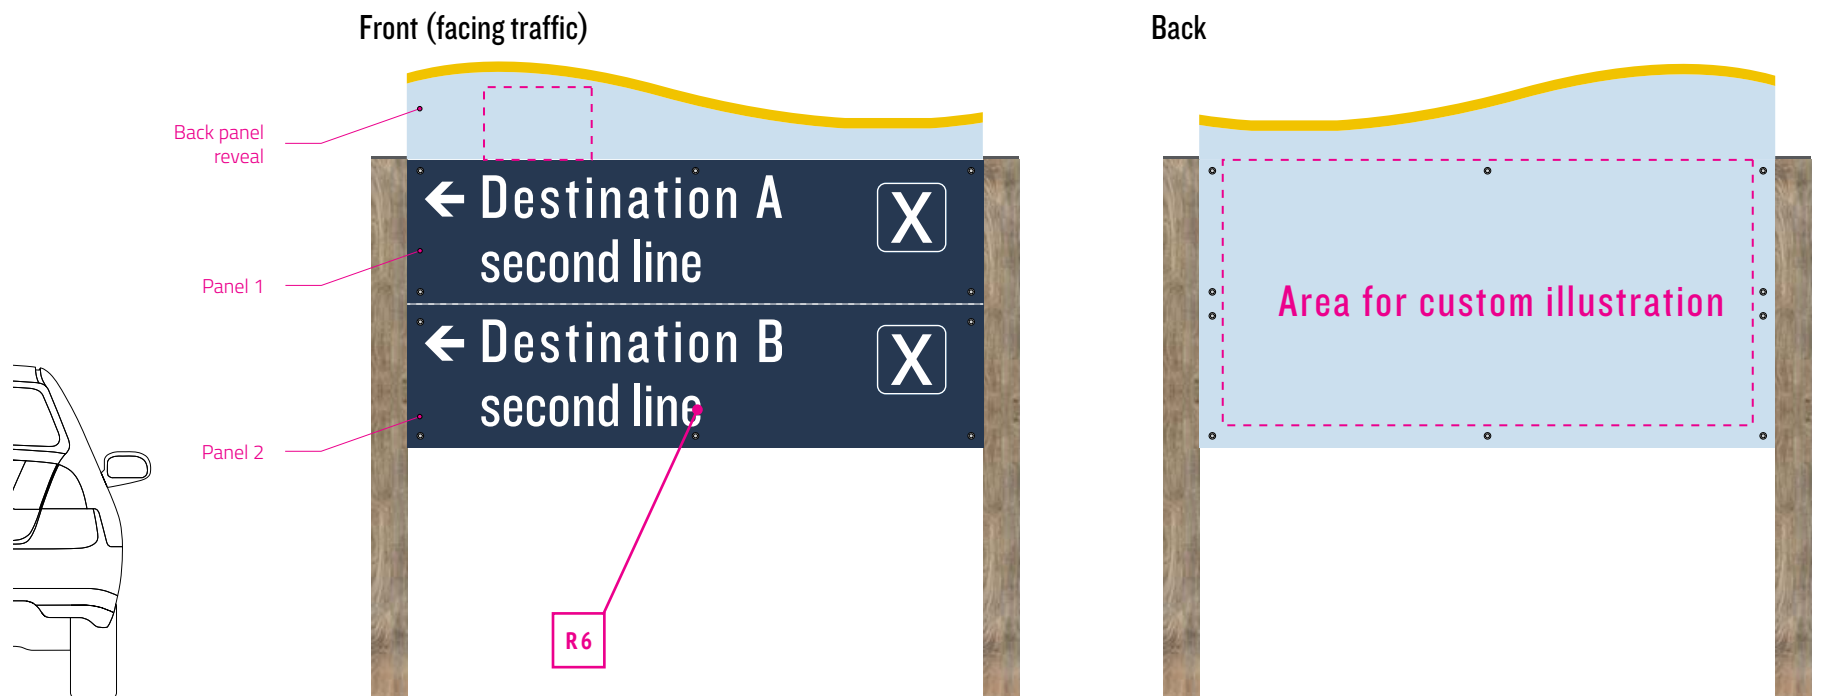 Front (facing traffic)
Back
Back panel
reveal
← Destination A
second line
X
Panel 1
← Destination B
second line
X
Panel 2
Area for custom illustration
R6